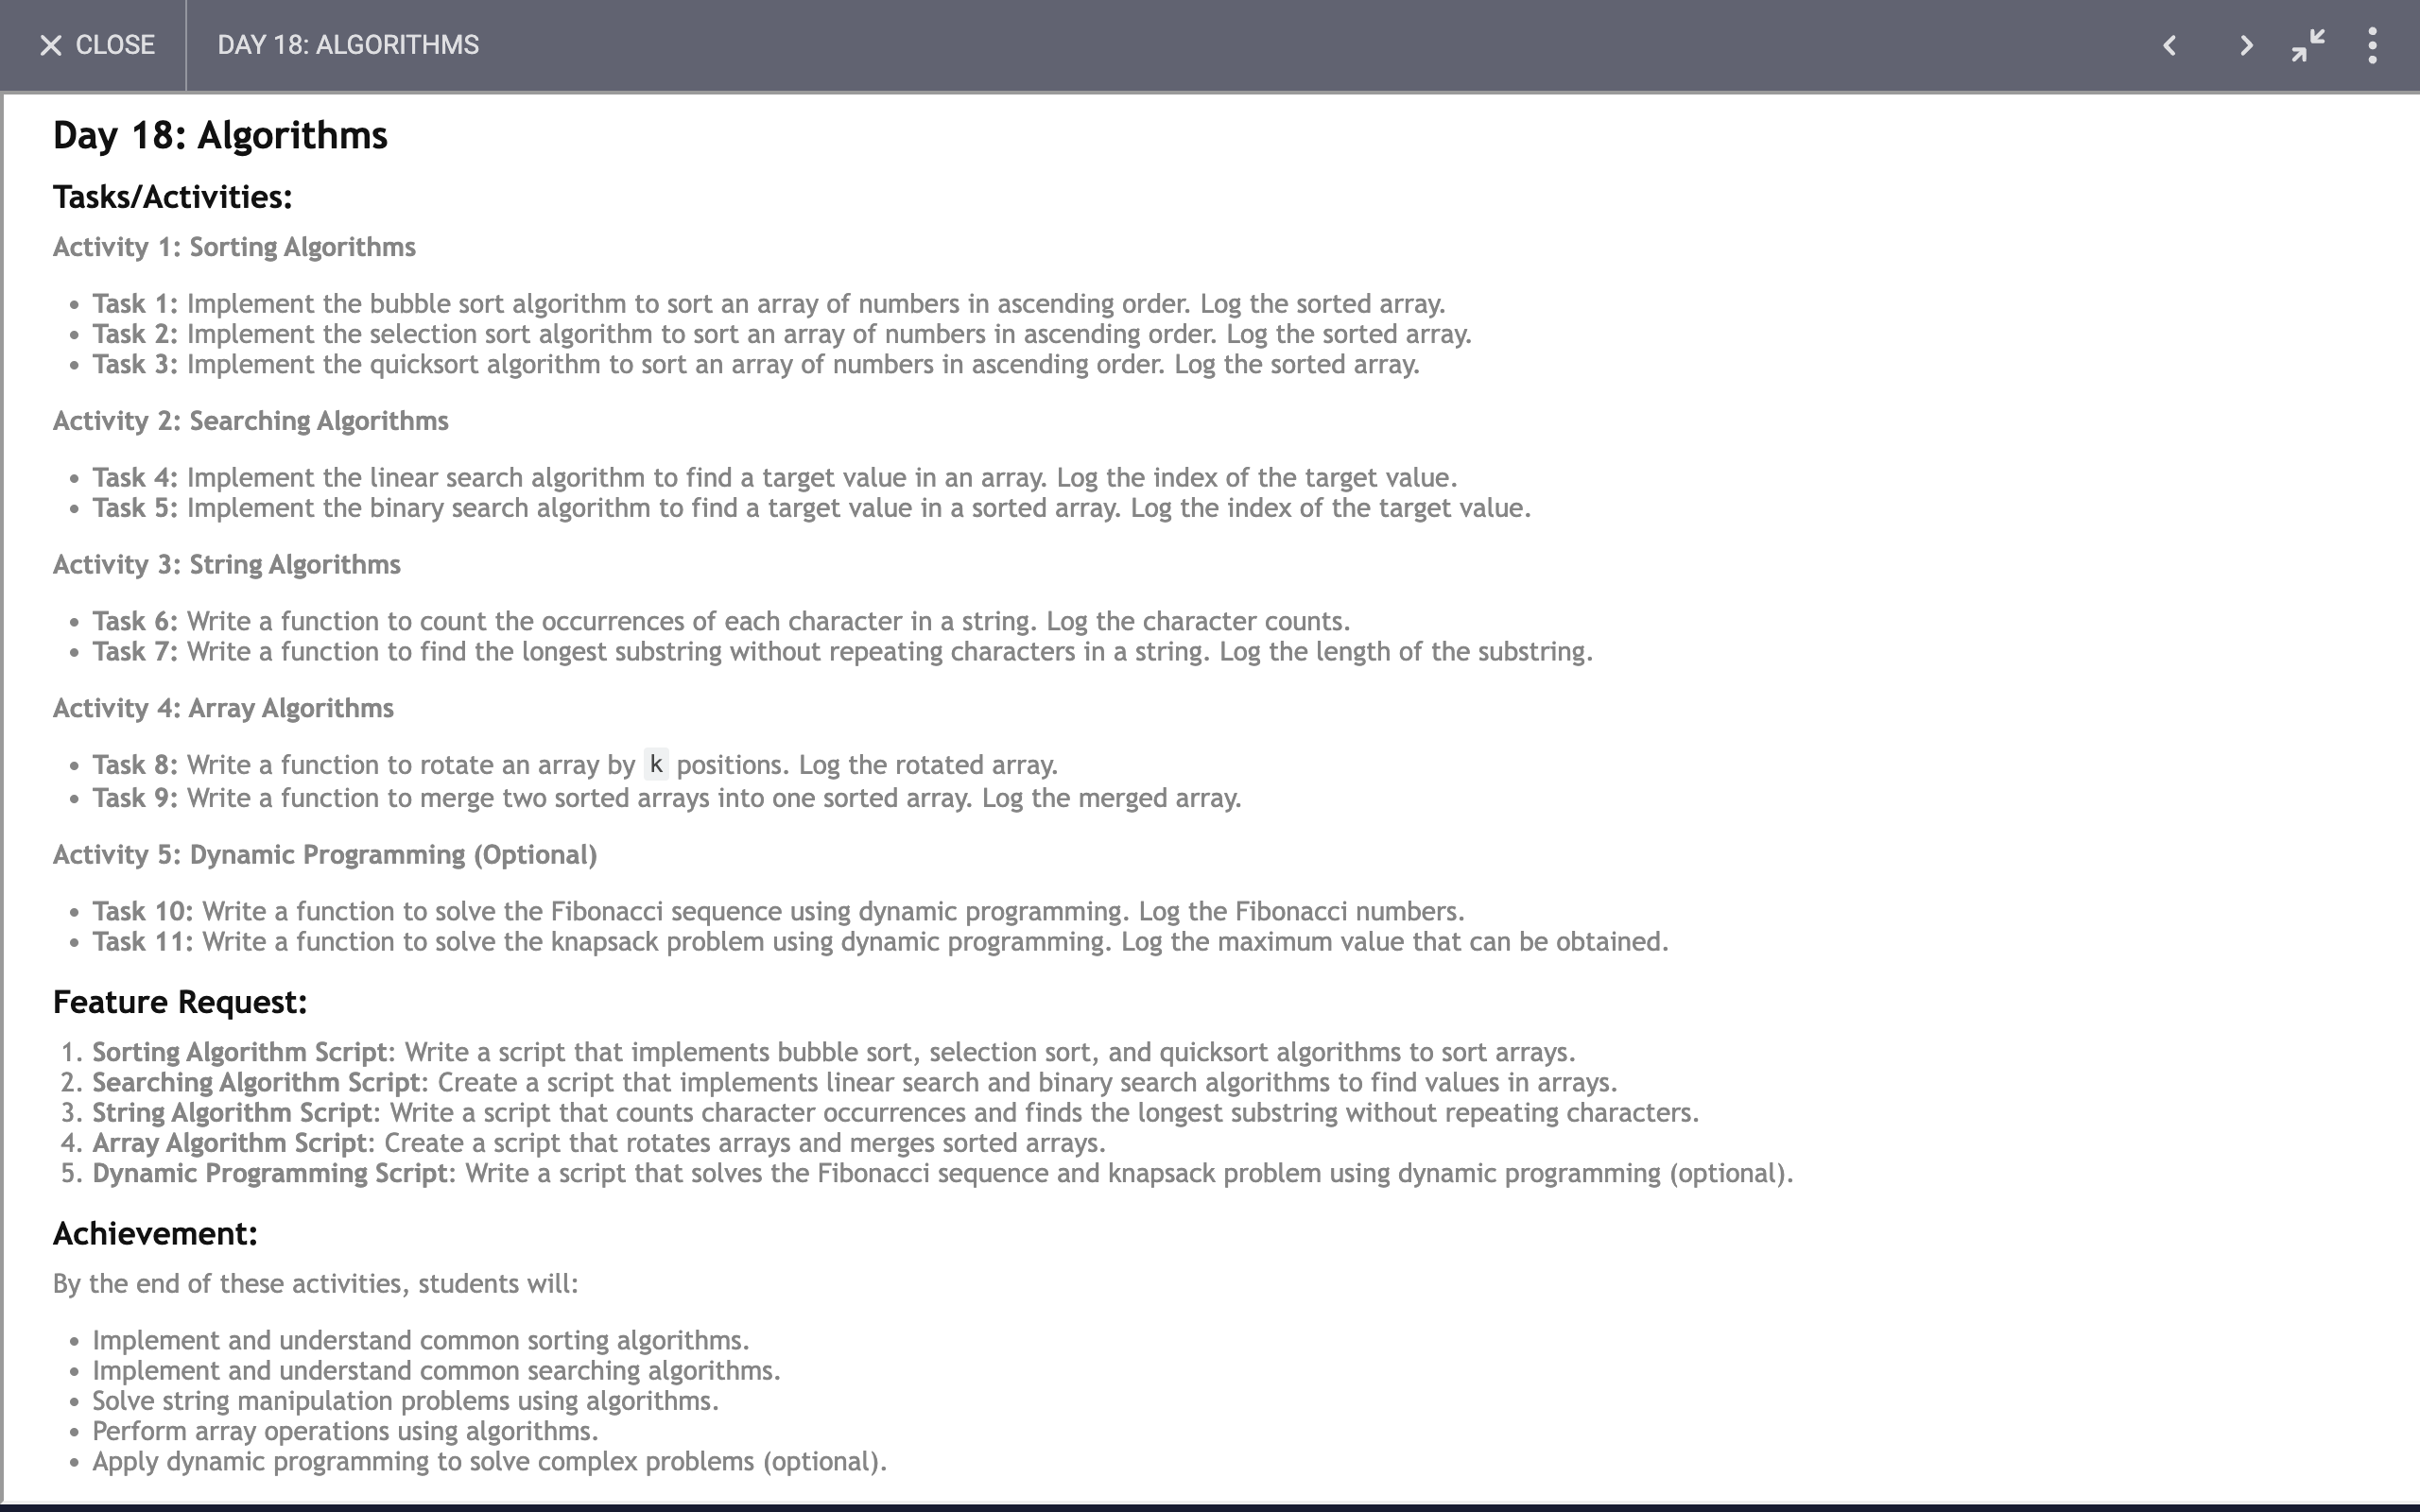 CLOSE
DAY 18: ALGORITHMS
Day 18: Algorithms
Tasks/Activities:
Activity 1: Sorting Algorithms
• Task 1: Implement the bubble sort algorithm to sort an array of numbers in ascending order. Log the sorted array.
• Task 2: Implement the selection sort algorithm to sort an array of numbers in ascending order. Log the sorted array.
• Task 3: Implement the quicksort algorithm to sort an array of numbers in ascending order. Log the sorted array.
Activity 2: Searching Algorithms
• Task 4: Implement the linear search algorithm to find a target value in an array. Log the index of the target value.
• Task 5: Implement the binary search algorithm to find a target value in a sorted array. Log the index of the target value.
Activity 3: String Algorithms
• Task 6: Write a function to count the occurrences of each character in a string. Log the character counts.
• Task 7: Write a function to find the longest substring without repeating characters in a string. Log the length of the substring.
Activity 4: Array Algorithms
• Task 8: Write a function to rotate an array by k positions. Log the rotated array.
• Task 9: Write a function to merge two sorted arrays into one sorted array. Log the merged array.
Activity 5: Dynamic Programming (Optional)
• Task 10: Write a function to solve the Fibonacci sequence using dynamic programming. Log the Fibonacci numbers.
• Task 11: Write a function to solve the knapsack problem using dynamic programming. Log the maximum value that can be obtained.
Feature Request:
1. Sorting Algorithm Script: Write a script that implements bubble sort, selection sort, and quicksort algorithms to sort arrays.
2. Searching Algorithm Script: Create a script that implements linear search and binary search algorithms to find values in arrays.
3. String Algorithm Script: Write a script that counts character occurrences and finds the longest substring without repeating characters.
4. Array Algorithm Script: Create a script that rotates arrays and merges sorted arrays.
5. Dynamic Programming Script: Write a script that solves the Fibonacci sequence and knapsack problem using dynamic programming (optional).
Achievement:
By the end of these activities, students will:
• Implement and understand common sorting algorithms.
• Implement and understand common searching algorithms.
• Solve string manipulation problems using algorithms.
• Perform array operations using algorithms.
• Apply dynamic programming to solve complex problems (optional).